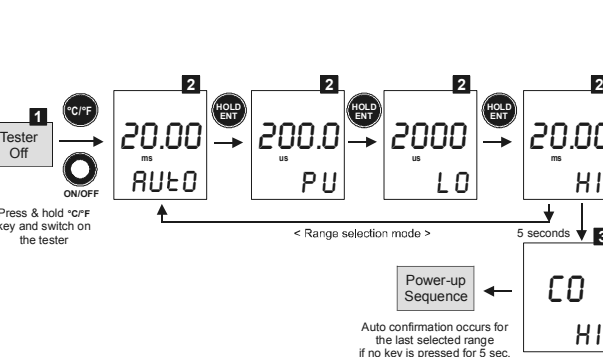 2
2
2
2
1
°C/°F
HOLD
ENT
HOLD
ENT
HOLD
ENT
Tester
Off
20.00
ms
AUto
200.0
us
PU
2000
us
LO
20.00
ms
HI
ON/OFF
Press & hold °C/°F
key and switch on
the tester
< Range selection mode >
5 seconds
3
CO
HI
Power-up
Sequence
Auto confirmation occurs for
the last selected range
if no key is pressed for 5 sec.